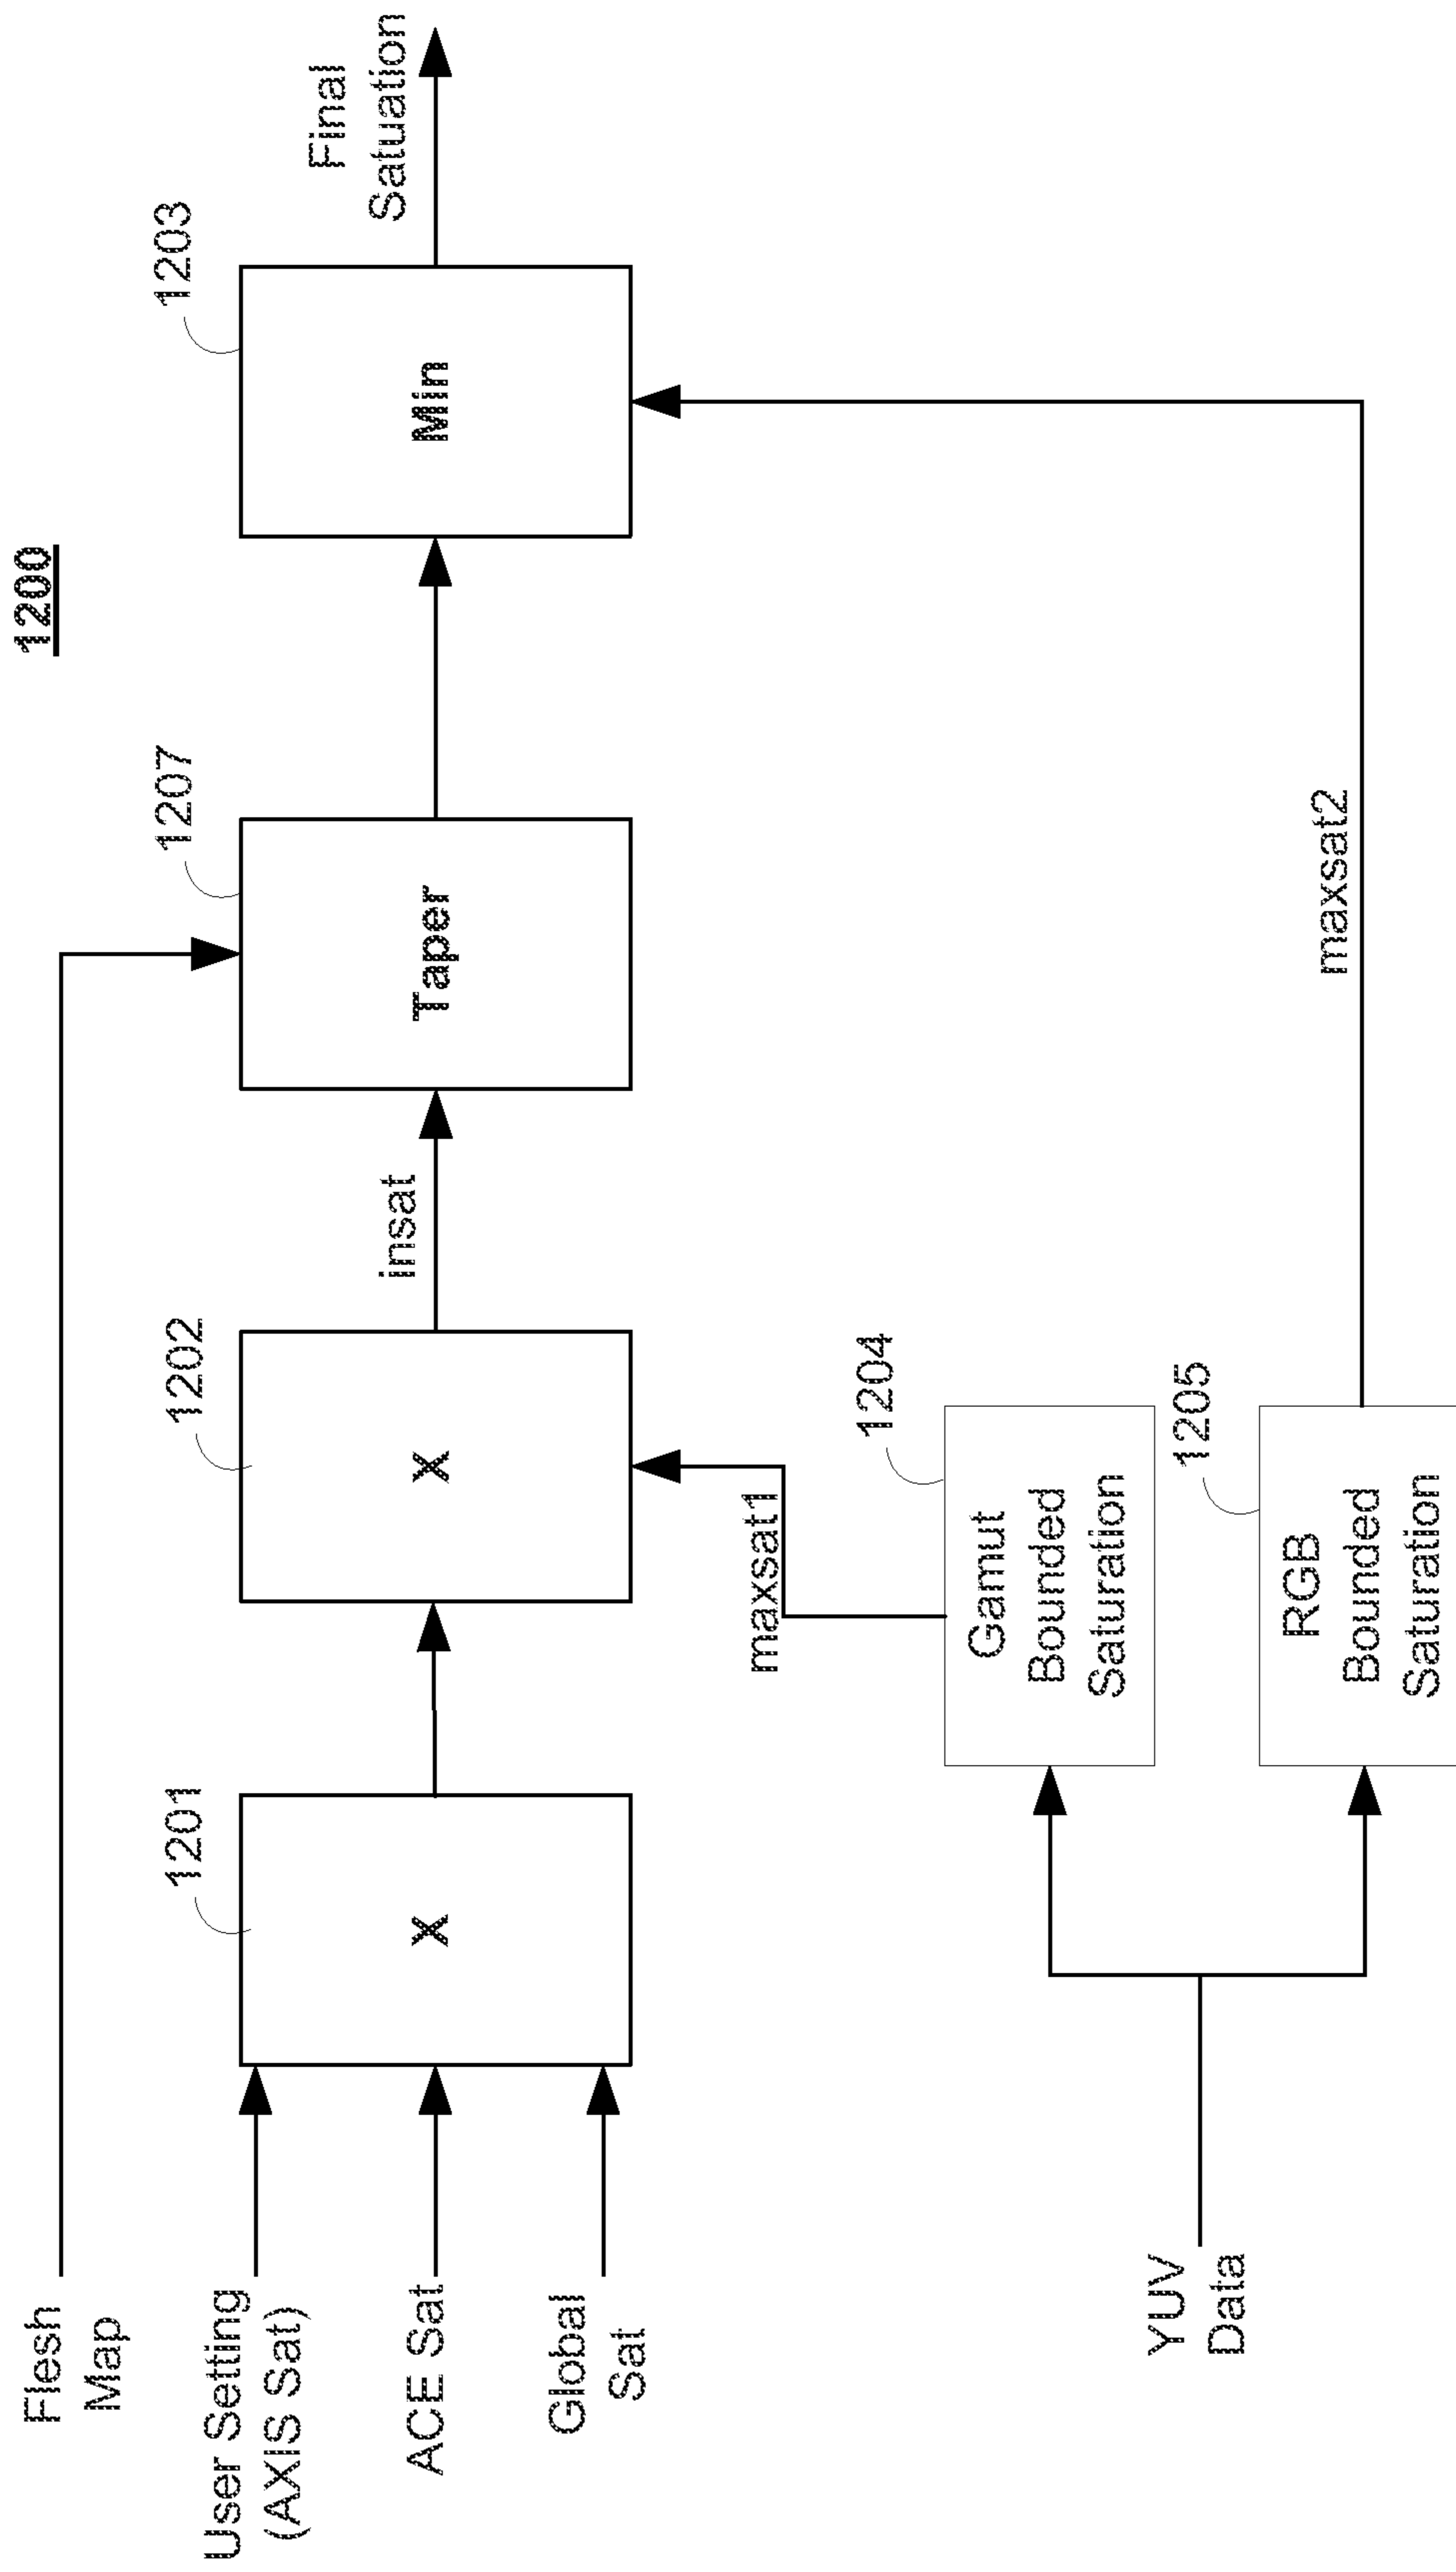 1200
Flesh
Map
User Setting
(AXIS Sat)
ACE Sat
Global
Sat
1201
X
1202
X
insat
1207
Taper
1203
Min
Final
Satuation
maxsat1
1204
Gamut
Bounded
Saturation
1205
RGB
Bounded
Saturation
maxsat2
YUV
Data